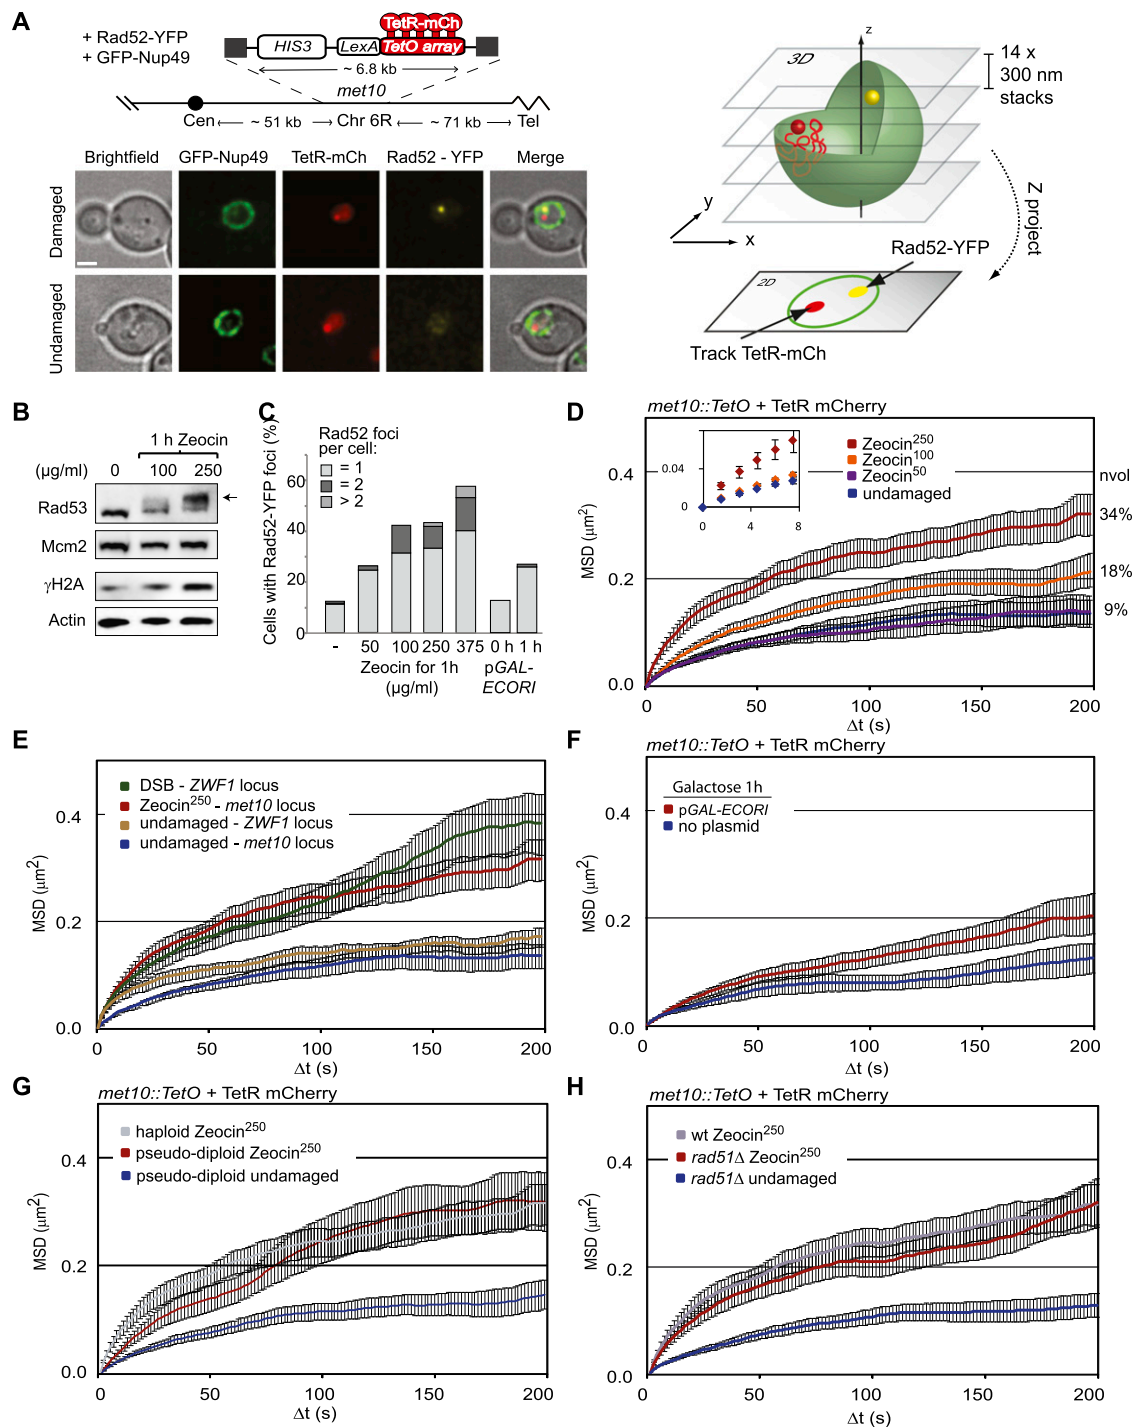 A
+ Rad52-YFP
+ GFP-Nup49
TetR-mCh
HIS3
LexA
TetO array
~ 6.8 kb
met10
Cen
~ 51 kb
Chr 6R
~ 71 kb
Tel
Brightfield
GFP-Nup49
TetR-mCh
Rad52 - YFP
Merge
Damaged
Undamaged
3D
z
14 x
300 nm
stacks
y
x
Z project
Rad52-YFP
2D
Track TetR-mCh
B
1 h Zeocin
(µg/ml)
0
100
250
Rad53
Mcm2
γH2A
Actin
C
Cells with Rad52-YFP foci (%)
Rad52 foci
per cell:
= 1
= 2
> 2
60
40
20
0
-
50
100
250
375
0 h
1 h
Zeocin for 1h
(µg/ml)
pGAL-
ECORI
D
met10::TetO + TetR mCherry
0.04
0
0
4
8
Zeocin250
Zeocin100
Zeocin50
undamaged
nvol
34%
18%
9%
MSD (µm2)
0.4
0.2
0.0
0
50
100
150
200
Δt (s)
E
DSB - ZWF1 locus
Zeocin250 - met10 locus
undamaged - ZWF1 locus
undamaged - met10 locus
MSD (µm2)
0.4
0.2
0.0
0
50
100
150
200
Δt (s)
F
met10::TetO + TetR mCherry
Galactose 1h
pGAL-ECORI
no plasmid
MSD (µm2)
0.4
0.2
0.0
0
50
100
150
200
Δt (s)
G
met10::TetO + TetR mCherry
haploid Zeocin250
pseudo-diploid Zeocin250
pseudo-diploid undamaged
MSD (µm2)
0.4
0.2
0.0
0
50
100
150
200
Δt (s)
H
met10::TetO + TetR mCherry
wt Zeocin250
rad51Δ Zeocin250
rad51Δ undamaged
MSD (µm2)
0.4
0.2
0.0
0
50
100
150
200
Δt (s)